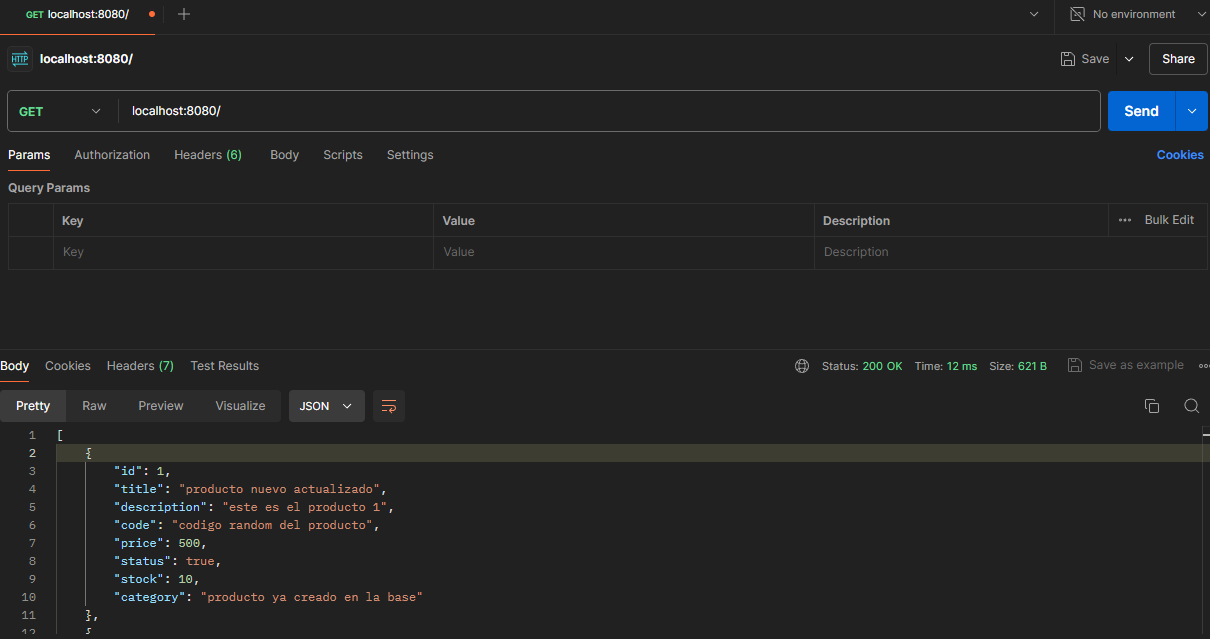 GET localhost:8080/ No environment
HTTP localhost:8080/ Save Share
GET localhost:8080/ Send
Params Authorization Headers (6) Body Scripts Settings Cookies
Query Params
Key Value Description Bulk Edit
Key Value Description
Body Cookies Headers (7) Test Results Status: 200 OK Time: 12 ms Size: 621 B Save as example
Pretty Raw Preview Visualize JSON
1 [
2 {
3 "id": 1,
4 "title": "producto nuevo actualizado",
5 "description": "este es el producto 1",
6 "code": "codigo random del producto",
7 "price": 500,
8 "status": true,
9 "stock": 10,
10 "category": "producto ya creado en la base"
11 },
12 {